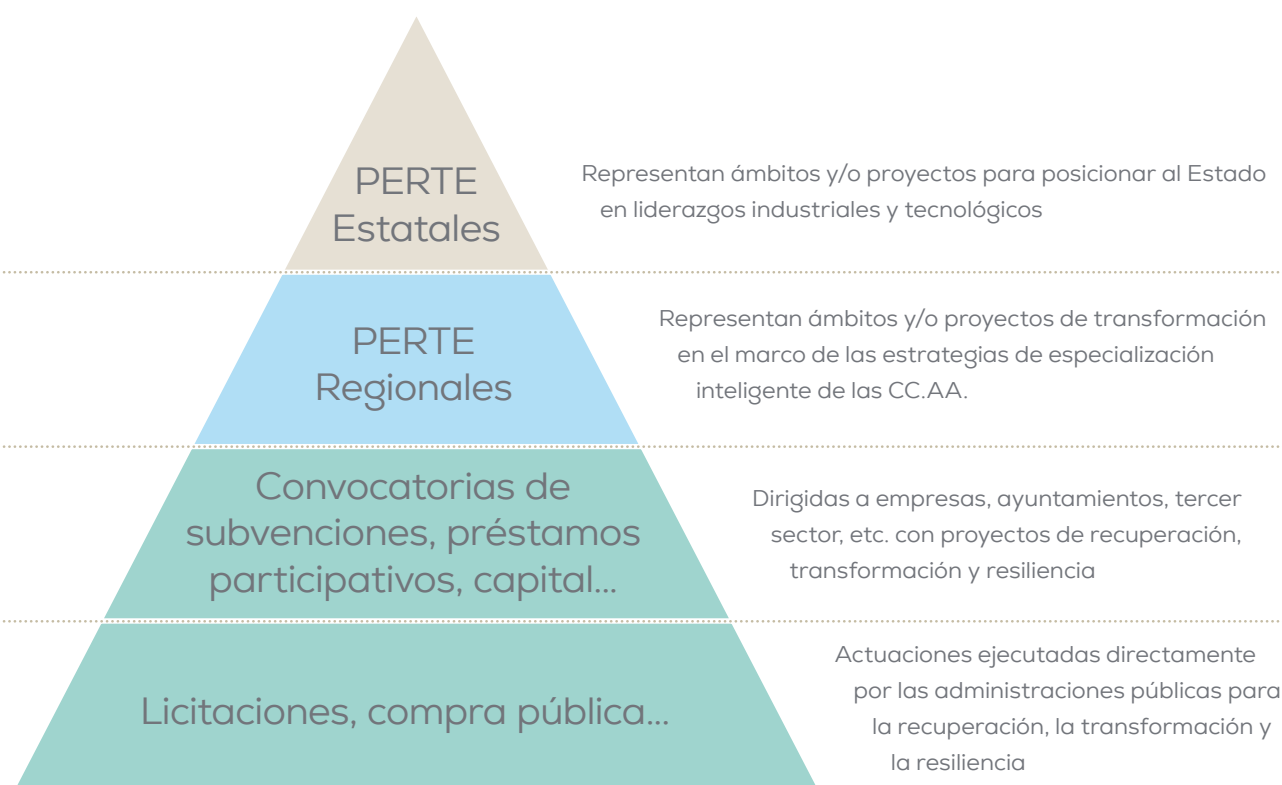 PERTE
Estatales
Representan ámbitos y/o proyectos para posicionar al Estado
en liderazgos industriales y tecnológicos
PERTE
Regionales
Representan ámbitos y/o proyectos de transformación
en el marco de las estrategias de especialización
inteligente de las CC.AA.
Convocatorias de
subvenciones, préstamos
participativos, capital...
Dirigidas a empresas, ayuntamientos, tercer
sector, etc. con proyectos de recuperación,
transformación y resiliencia
Licitaciones, compra pública...
Actuaciones ejecutadas directamente
por las administraciones públicas para
la recuperación, la transformación y
la resiliencia